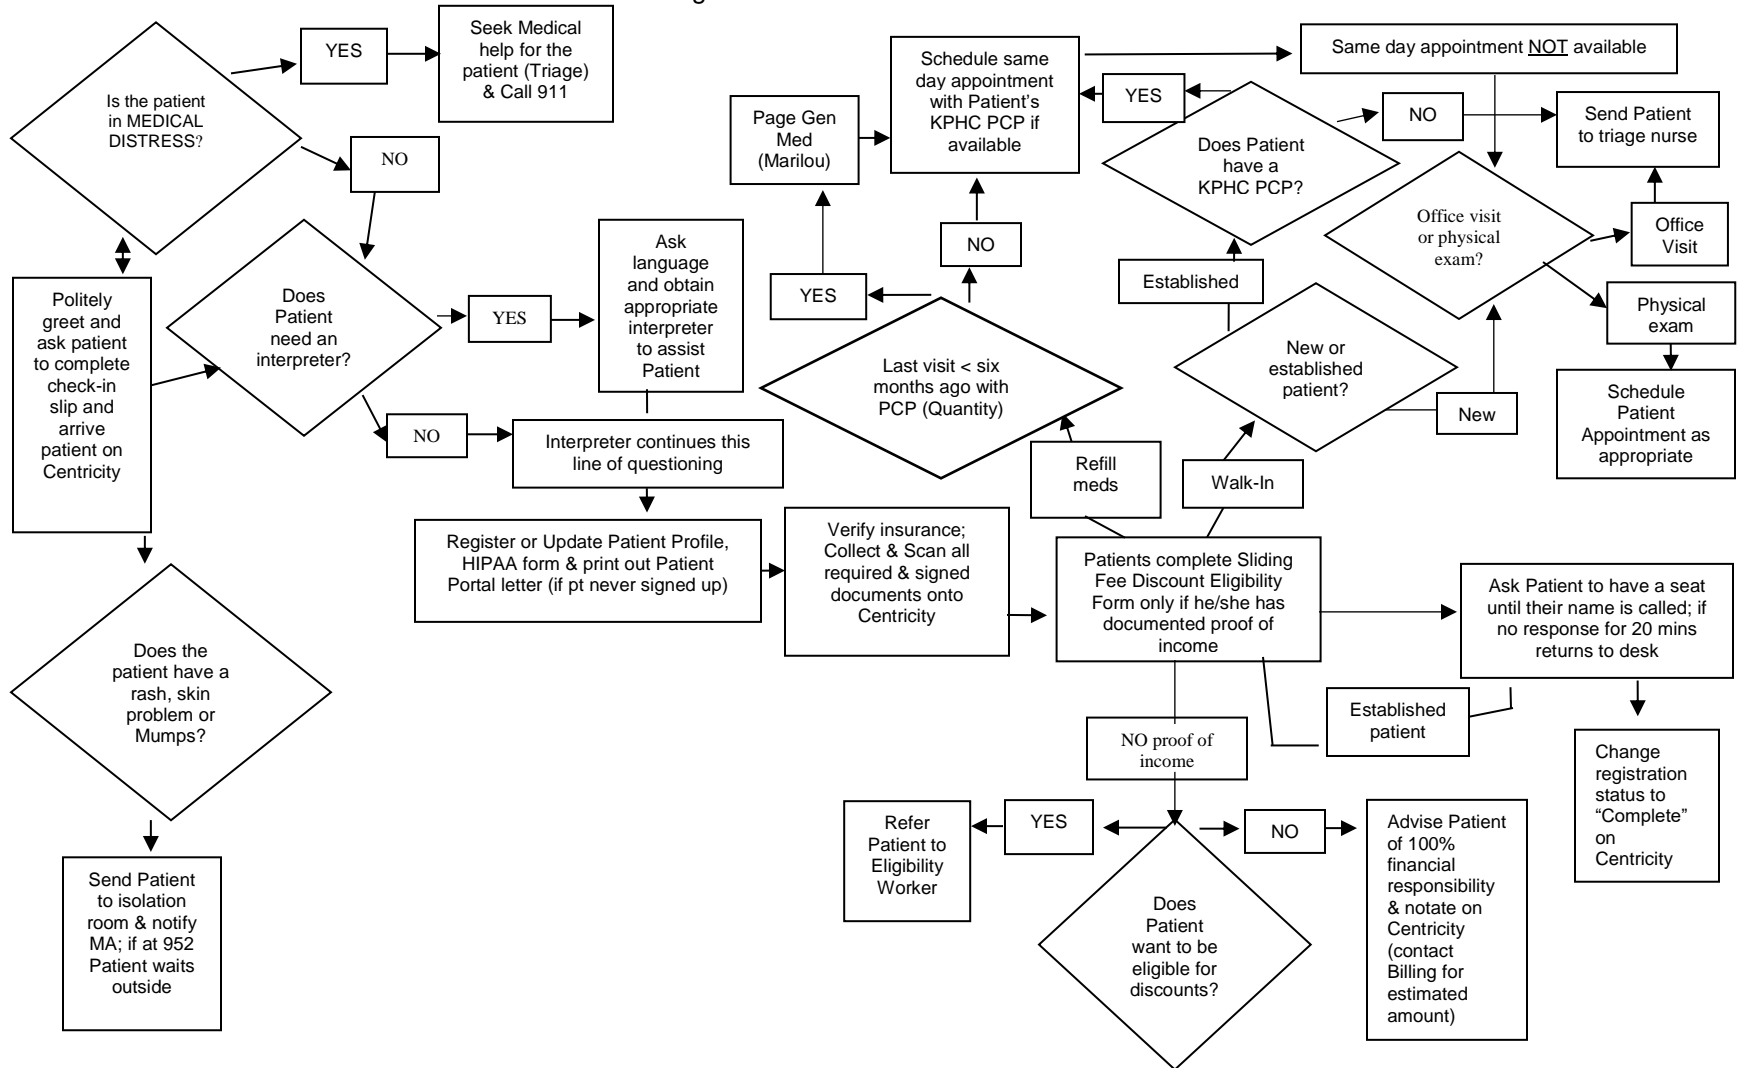 Is the patient
in MEDICAL
DISTRESS?
YES
Seek Medical
help for the
patient (Triage)
& Call 911
NO
Politely
greet and
ask patient
to complete
check-in
slip and
arrive
patient on
Centricity
Does
Patient
need an
interpreter?
YES
Ask
language
and obtain
appropriate
interpreter
to assist
Patient
NO
Interpreter continues this
line of questioning
Register or Update Patient Profile,
HIPAA form & print out Patient
Portal letter (if pt never signed up)
Verify insurance;
Collect & Scan all
required & signed
documents onto
Centricity
Does the
patient have a
rash, skin
problem or
Mumps?
Send Patient
to isolation
room & notify
MA; if at 952
Patient waits
outside
Page Gen
Med
(Marilou)
Schedule same
day appointment
with Patient's
KPHC PCP if
available
YES
NO
Last visit < six
months ago with
PCP (Quantity)
Refill
meds
Walk-In
Same day appointment NOT available
YES
Does Patient
have a
KPHC PCP?
NO
Send Patient
to triage nurse
Office visit
or physical
exam?
Office
Visit
Established
New or
established
patient?
New
Physical
exam
Schedule
Patient
Appointment as
appropriate
Patients complete Sliding
Fee Discount Eligibility
Form only if he/she has
documented proof of
income
Ask Patient to have a seat
until their name is called; if
no response for 20 mins
returns to desk
Established
patient
Change
registration
status to
“Complete”
on
Centricity
NO proof of
income
Refer
Patient to
Eligibility
Worker
YES
NO
Does
Patient
want to be
eligible for
discounts?
Advise Patient
of 100%
financial
responsibility
& notate on
Centricity
(contact
Billing for
estimated
amount)